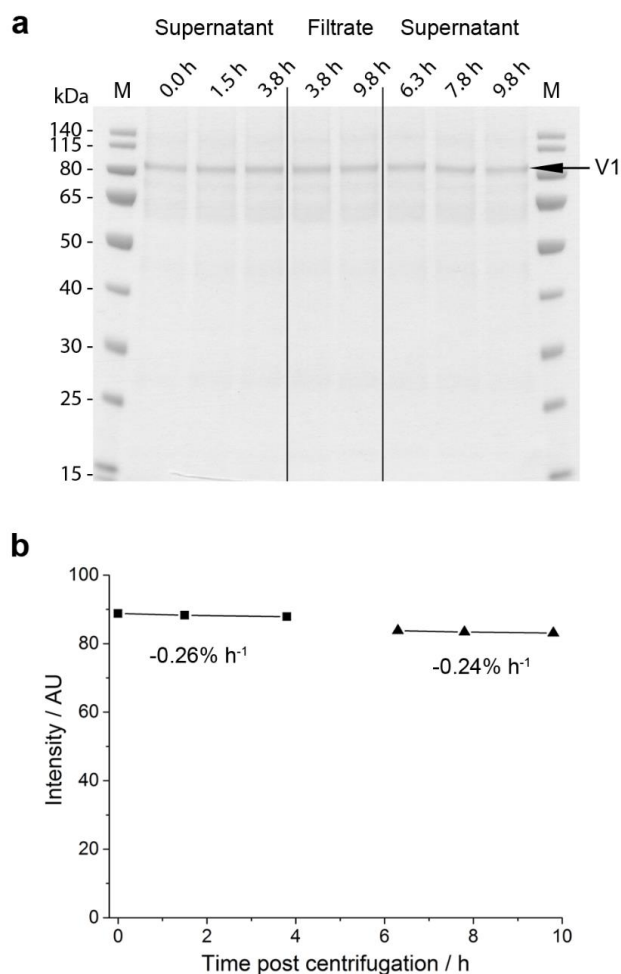 a
Supernatant Filtrate Supernatant
kDa M 0.0 h 1.5 h 3.8 h 3.8 h 9.8 h 6.3 h 7.8 h 9.8 h M
140 -
115 -
80 -
V1
65 -
50 -
40 -
30 -
25 -
15 -
b
100
80
60
40
20
0
-0.26% h⁻¹
-0.24% h⁻¹
Intensity / AU
0 2 4 6 8 10
Time post centrifugation / h